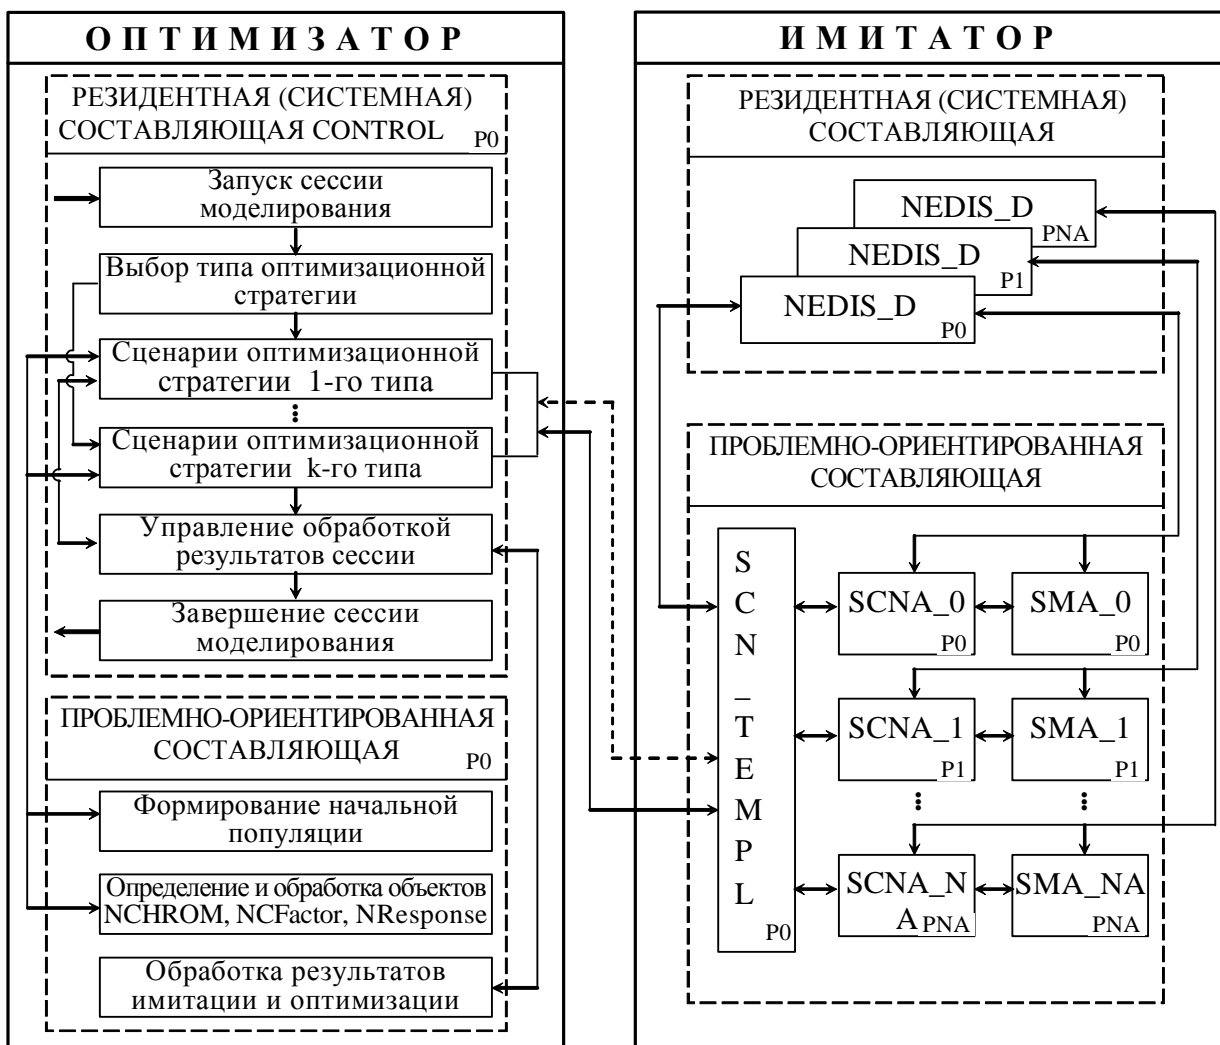 ОПТИМИЗАТОР
РЕЗИДЕНТНАЯ (СИСТЕМНАЯ)
СОСТАВЛЯЮЩАЯ CONTROL
P0
Запуск сессии
моделирования
Выбор типа оптимизационной
стратегии
Сценарии оптимизационной
стратегии 1-го типа
Сценарии оптимизационной
стратегии k-го типа
Управление обработкой
результатов сессии
Завершение сессии
моделирования
ПРОБЛЕМНО-ОРИЕНТИРОВАННАЯ
СОСТАВЛЯЮЩАЯ
P0
Формирование начальной
популяции
Определение и обработка объектов
NCHROM, NCFactor, NResponse
Обработка результатов
имитации и оптимизации
ИМИТАТОР
РЕЗИДЕНТНАЯ (СИСТЕМНАЯ)
СОСТАВЛЯЮЩАЯ
NEDIS_D
PNA
NEDIS_D
P1
NEDIS_D
P0
ПРОБЛЕМНО-ОРИЕНТИРОВАННАЯ
СОСТАВЛЯЮЩАЯ
SCN_TEMPL
P0
SCNA_0
P0
SMA_0
P0
SCNA_1
P1
SMA_1
P1
SCNA_N
A
PNA
SMA_NA
PNA